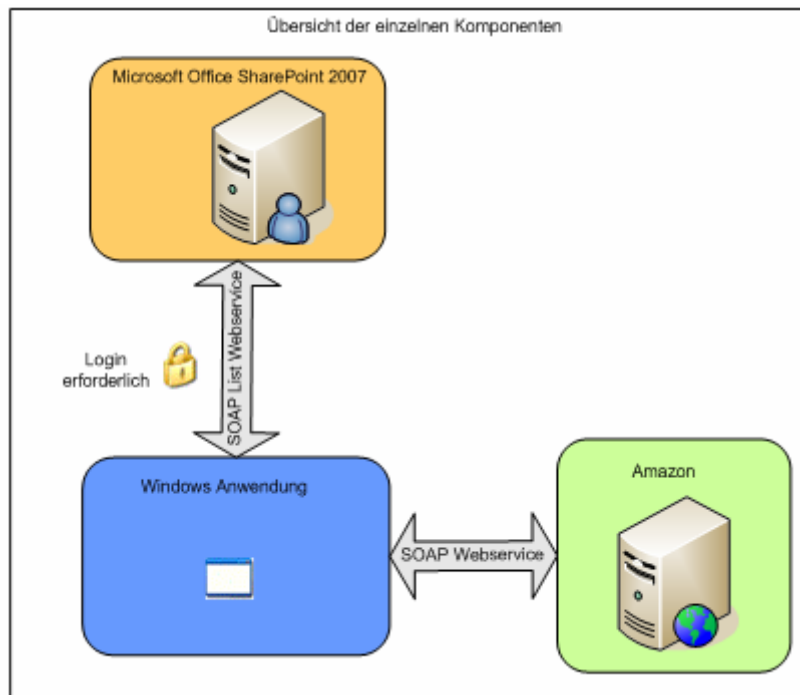 Übersicht der einzelnen Komponenten
Microsoft Office SharePoint 2007
SOAP List Webservice
Login
erforderlich
Windows Anwendung
SOAP Webservice
Amazon